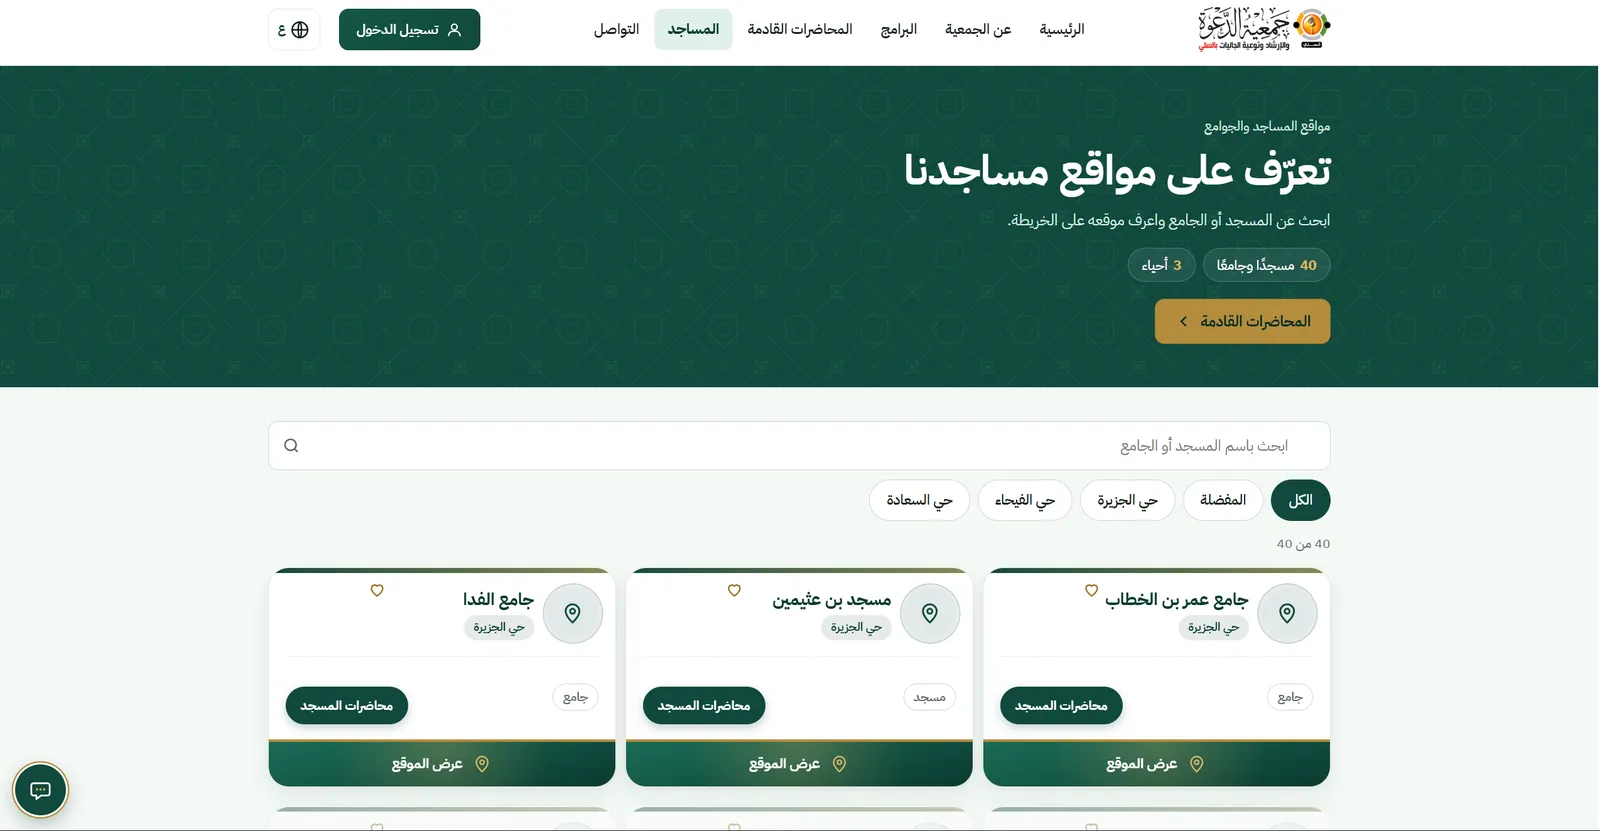 جمعية الدعوة
والإرشاد وتوعية الجاليات بالسلي
الرئيسية
عن الجمعية
البرامج
المحاضرات القادمة
المساجد
التواصل
تسجيل الدخول
ع
مواقع المساجد والجوامع
تعرّف على مواقع مساجدنا
ابحث عن المسجد أو الجامع واعرف موقعه على الخريطة.
40 مسجدًا وجامعًا
3 أحياء
المحاضرات القادمة
ابحث باسم المسجد أو الجامع
الكل
المفضلة
حي الجزيرة
حي الفيحاء
حي السعادة
40 من 40
جامع عمر بن الخطاب
حي الجزيرة
جامع
محاضرات المسجد
عرض الموقع
مسجد بن عثيمين
حي الجزيرة
مسجد
محاضرات المسجد
عرض الموقع
جامع الفدا
حي الجزيرة
جامع
محاضرات المسجد
عرض الموقع